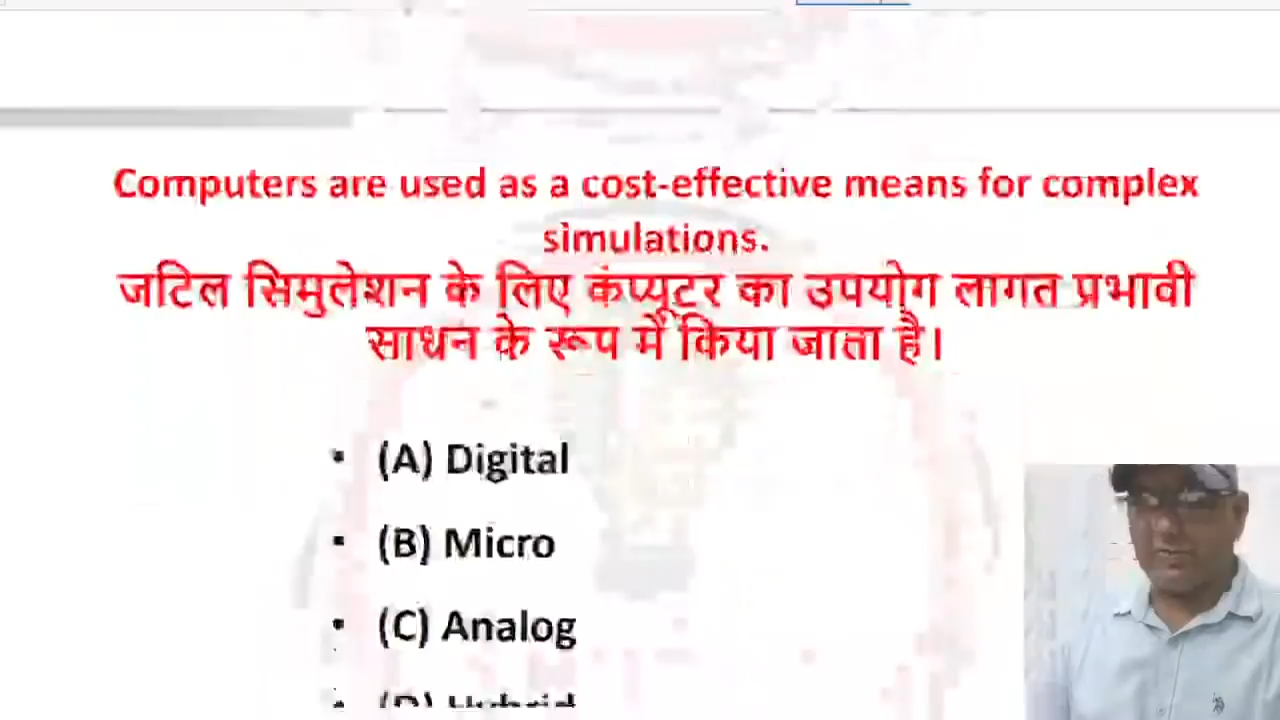 Computers are used as a cost-effective means for complex
simulations.
जटिल सिमुलेशन के लिए कंप्यूटर का उपयोग लागत प्रभावी
साधन के रूप में किया जाता है।
• (A) Digital
• (B) Micro
• (C) Analog
• (D) Hybrid